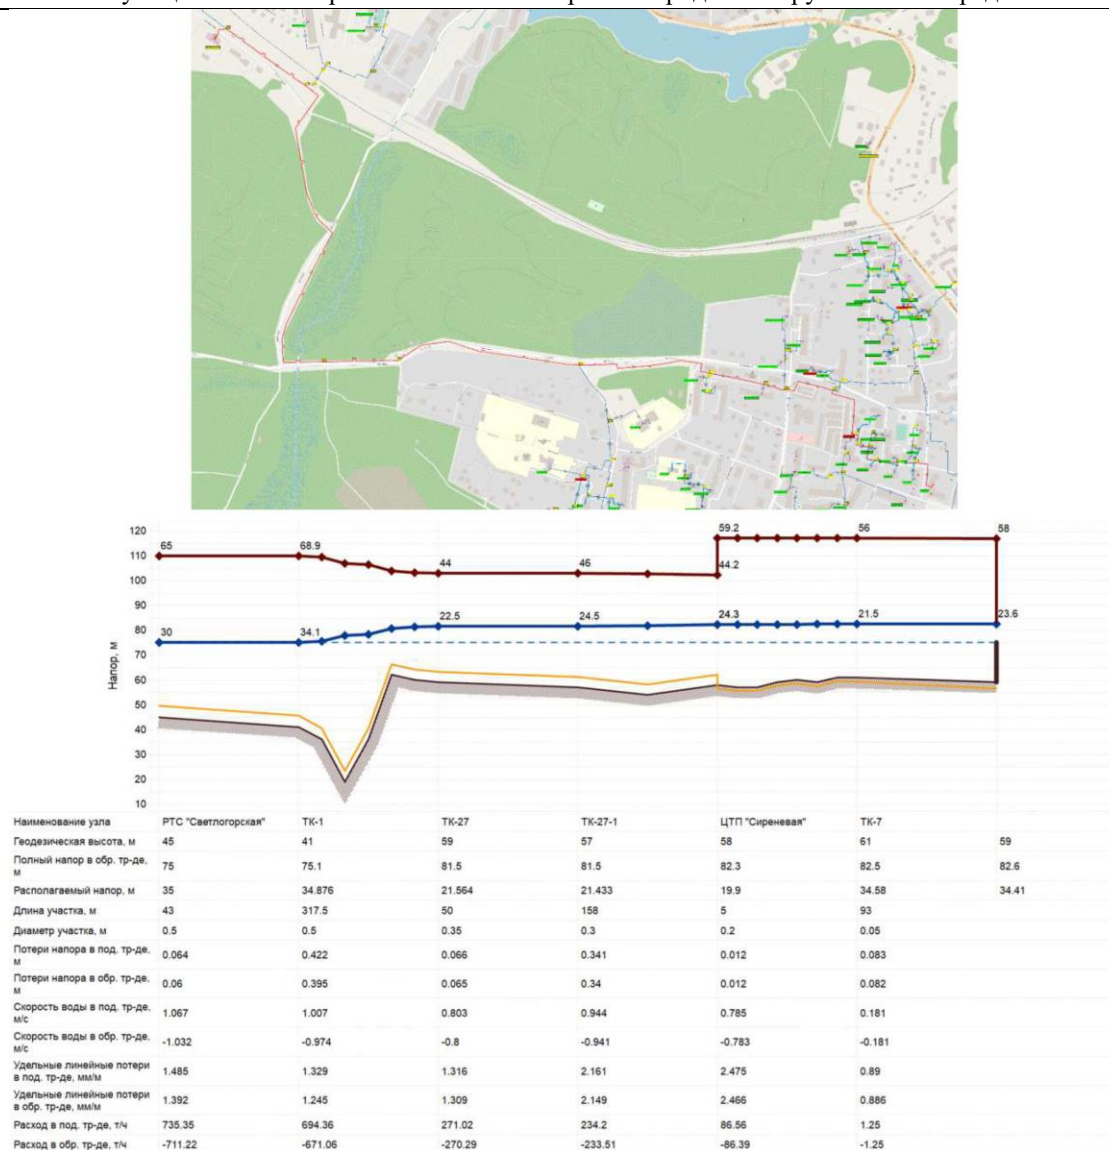 120
110
100
90
80
70
60
50
40
30
20
10
Напор, м
65 68.9 44 46 59.2 56 58
44.2
30 34.1 22.5 24.5 24.3 21.5 23.6
Наименование узла РТС "Светлогорская" ТК-1 ТК-27 ТК-27-1 ЦТП "Сиреневая" ТК-7
Геодезическая высота, м 45 41 59 57 58 61 59
Полный напор в обр. тр-де, м 75 75.1 81.5 81.5 82.3 82.5 82.6
Располагаемый напор, м 35 34.876 21.564 21.433 19.9 34.58 34.41
Длина участка, м 43 317.5 50 158 5 93
Диаметр участка, м 0.5 0.5 0.35 0.3 0.2 0.05
Потери напора в под. тр-де, м 0.064 0.422 0.066 0.341 0.012 0.083
Потери напора в обр. тр-де, м 0.06 0.395 0.065 0.34 0.012 0.082
Скорость воды в под. тр-де, м/с 1.067 1.007 0.803 0.944 0.785 0.181
Скорость воды в обр. тр-де, м/с -1.032 -0.974 -0.8 -0.941 -0.783 -0.181
Удельные линейные потери в под. тр-де, мм/м 1.485 1.329 1.316 2.161 2.475 0.89
Удельные линейные потери в обр. тр-де, мм/м 1.392 1.245 1.309 2.149 2.466 0.886
Расход в под. тр-де, т/ч 735.35 694.36 271.02 234.2 86.56 1.25
Расход в обр. тр-де, т/ч -711.22 -671.06 -270.29 -233.51 -86.39 -1.25